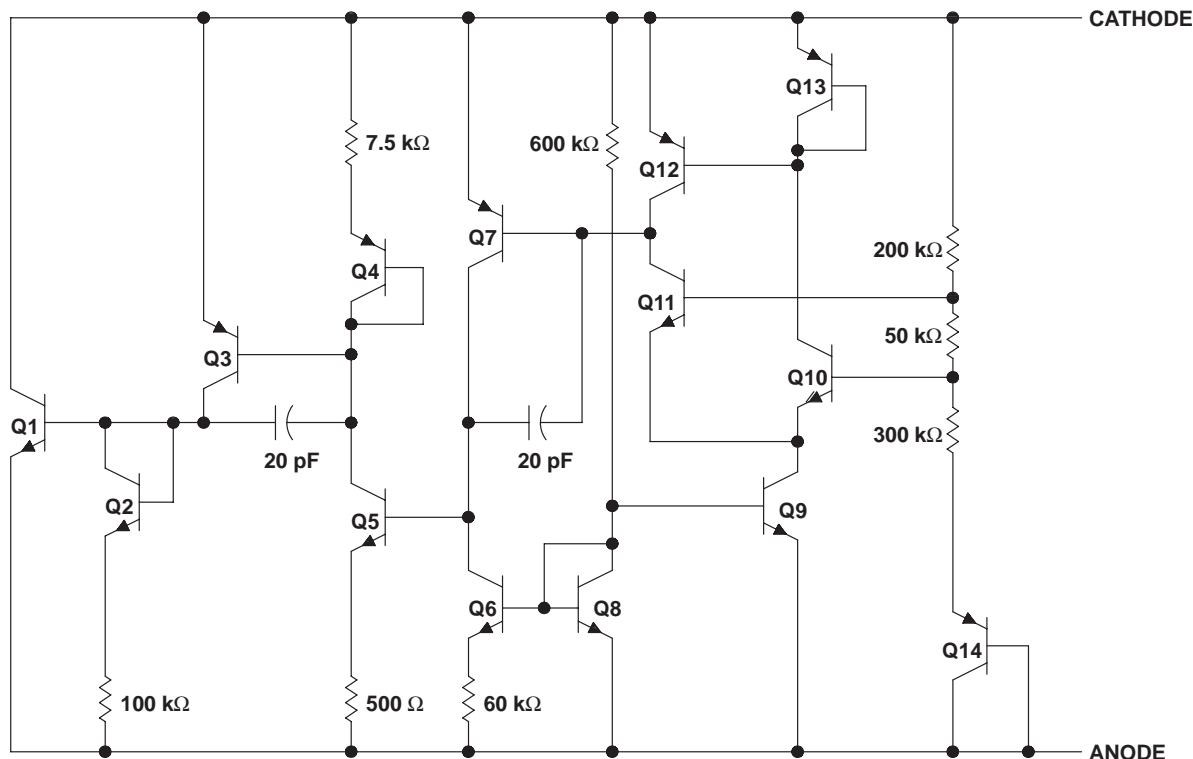 CATHODE
Q13
7.5 kΩ
600 kΩ
Q12
Q7
200 kΩ
Q4
Q11
50 kΩ
Q3
Q10
Q1
300 kΩ
20 pF
20 pF
Q2
Q5
Q9
Q6
Q8
Q14
100 kΩ
500 Ω
60 kΩ
ANODE